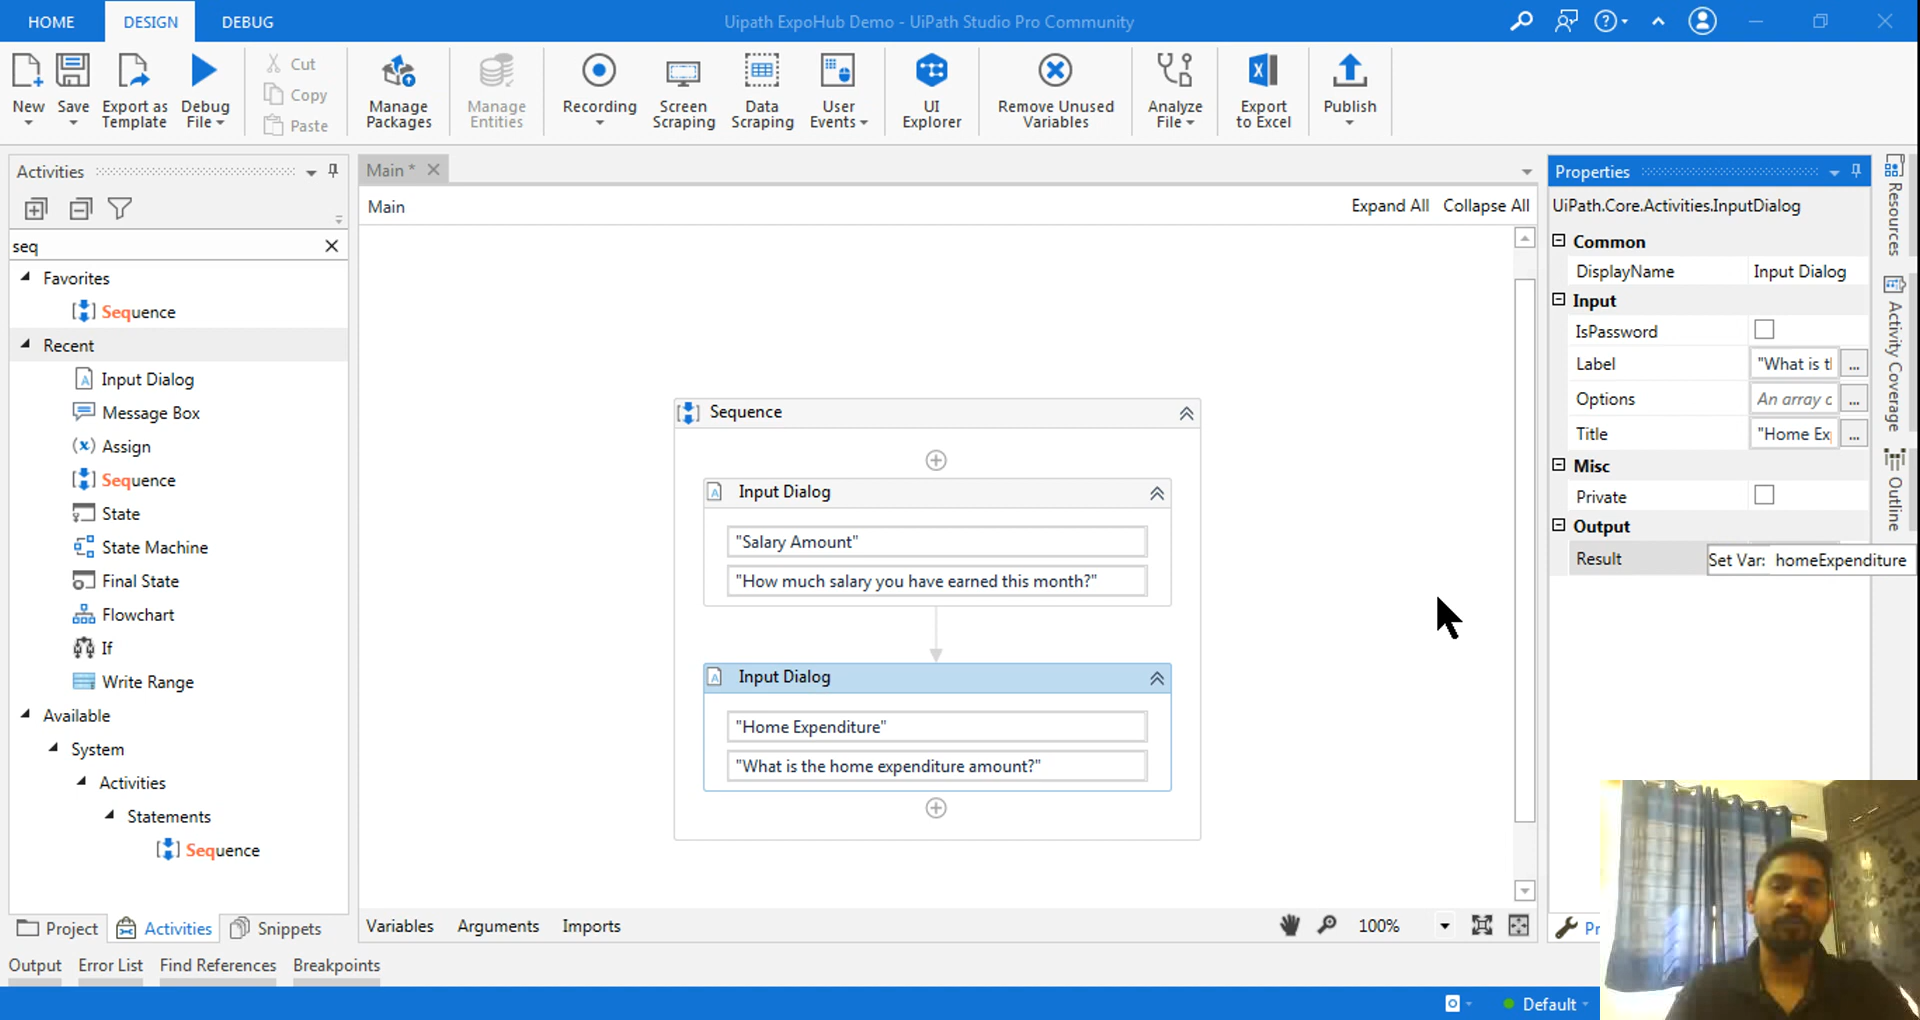 HOME DESIGN DEBUG Uipath ExpoHub Demo - UiPath Studio Pro Community
New Save Export as Template Debug File Cut Copy Paste Manage Packages Manage Entities Recording Screen Scraping Data Scraping User Events UI Explorer Remove Unused Variables Analyze File Export to Excel Publish
Activities
seq
Favorites
Sequence
Recent
Input Dialog
Message Box
Assign
Sequence
State
State Machine
Final State
Flowchart
If
Write Range
Available
System
Activities
Statements
Sequence
Project Activities Snippets
Main *
Main Expand All Collapse All
Sequence
Input Dialog
"Salary Amount"
"How much salary you have earned this month?"
Input Dialog
"Home Expenditure"
"What is the home expenditure amount?"
Variables Arguments Imports 100%
Properties
UiPath.Core.Activities.InputDialog
Common
DisplayName Input Dialog
Input
IsPassword
Label "What is t
Options An array
Title "Home Ex
Misc
Private
Output
Result Set Var: homeExpenditure
Pr
Resources
Activity Coverage
Outline
Output Error List Find References Breakpoints
Default